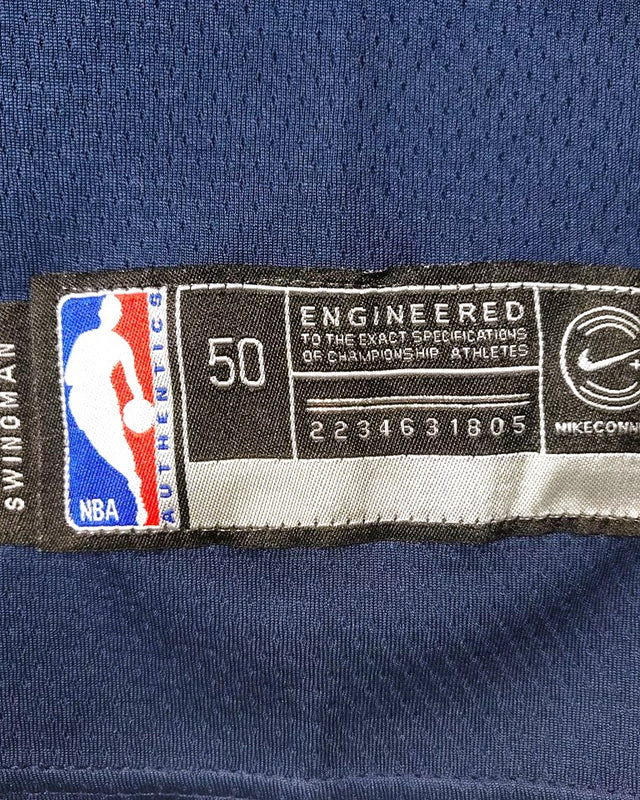 SWINGMAN
NBA
AUTHENTICS
50
ENGINEERED
TO THE EXACT SPECIFICATIONS
OF CHAMPIONSHIP ATHLETES
2234631805
NIKECONN